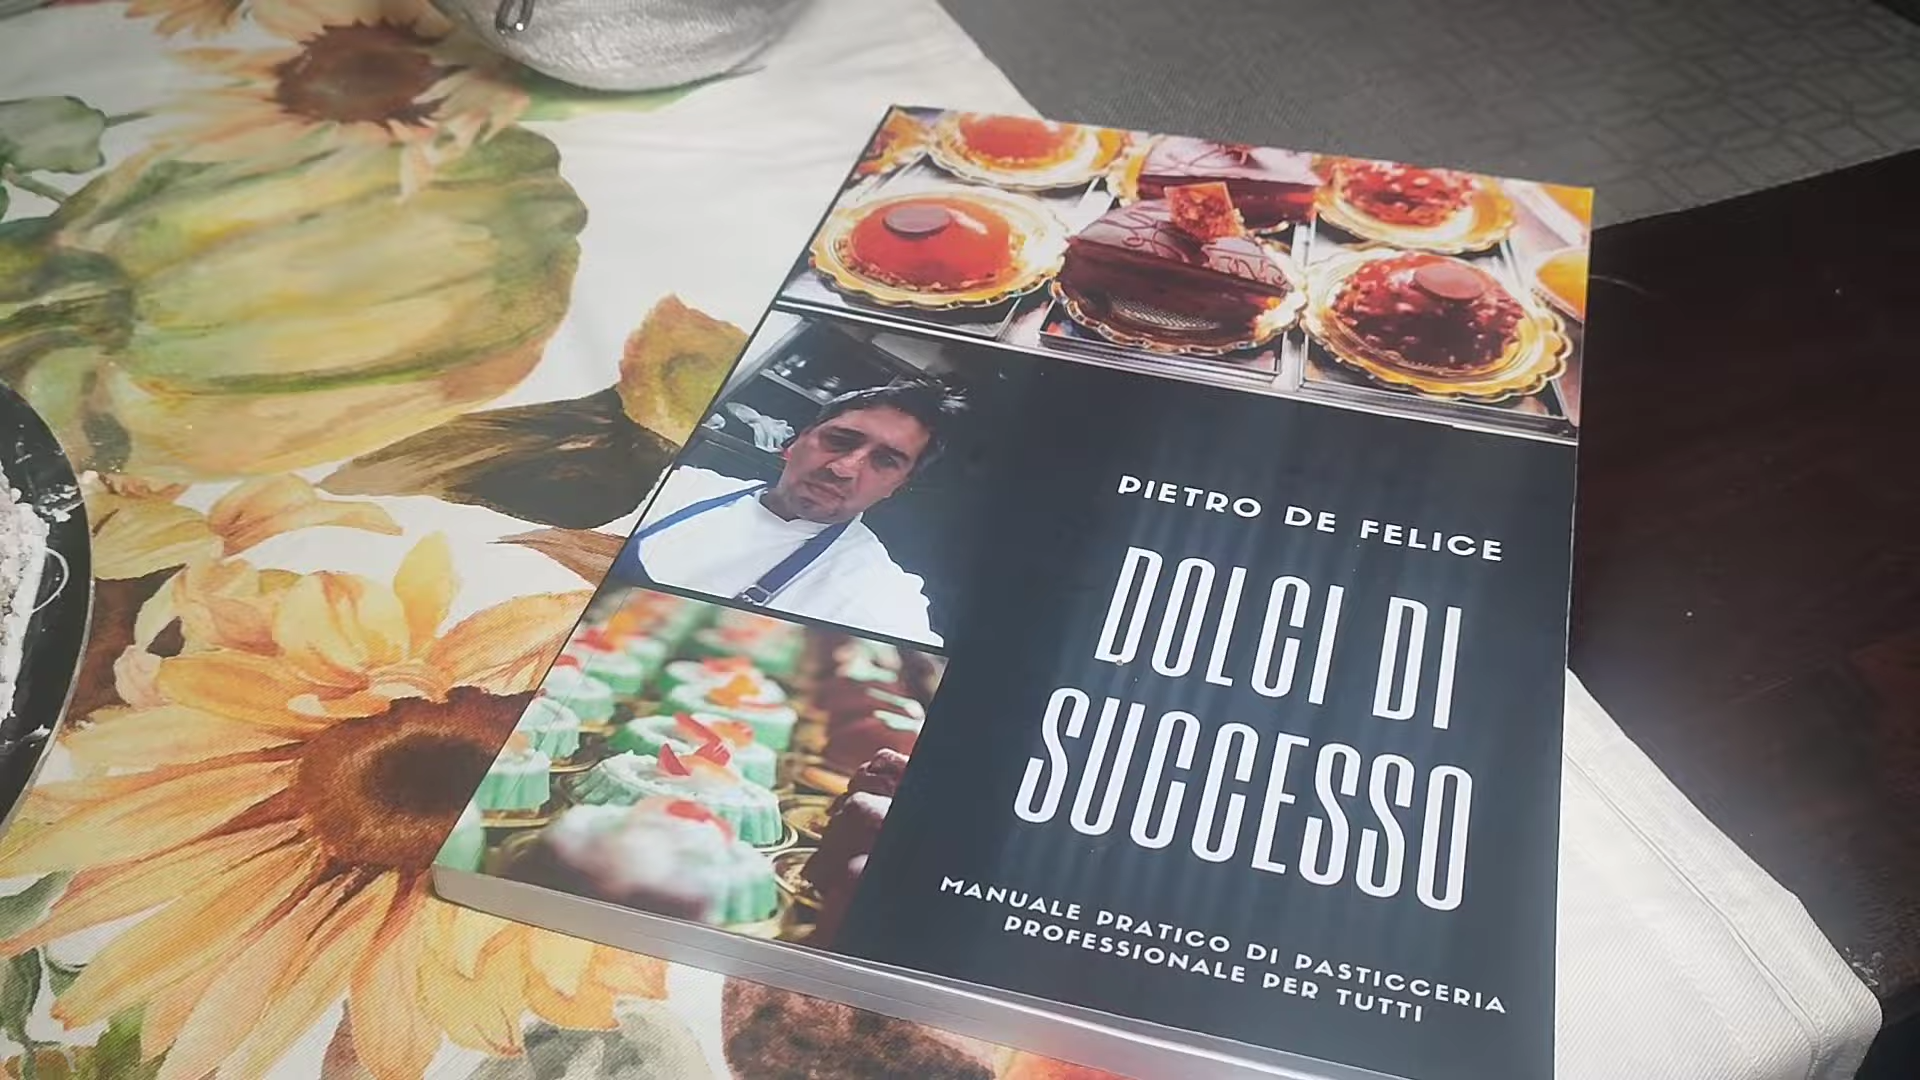 PIETRO DE FELICE
DOLCI DI
SUCCESSO
MANUALE PRATICO DI PASTICCERIA
PROFESSIONALE PER TUTTI